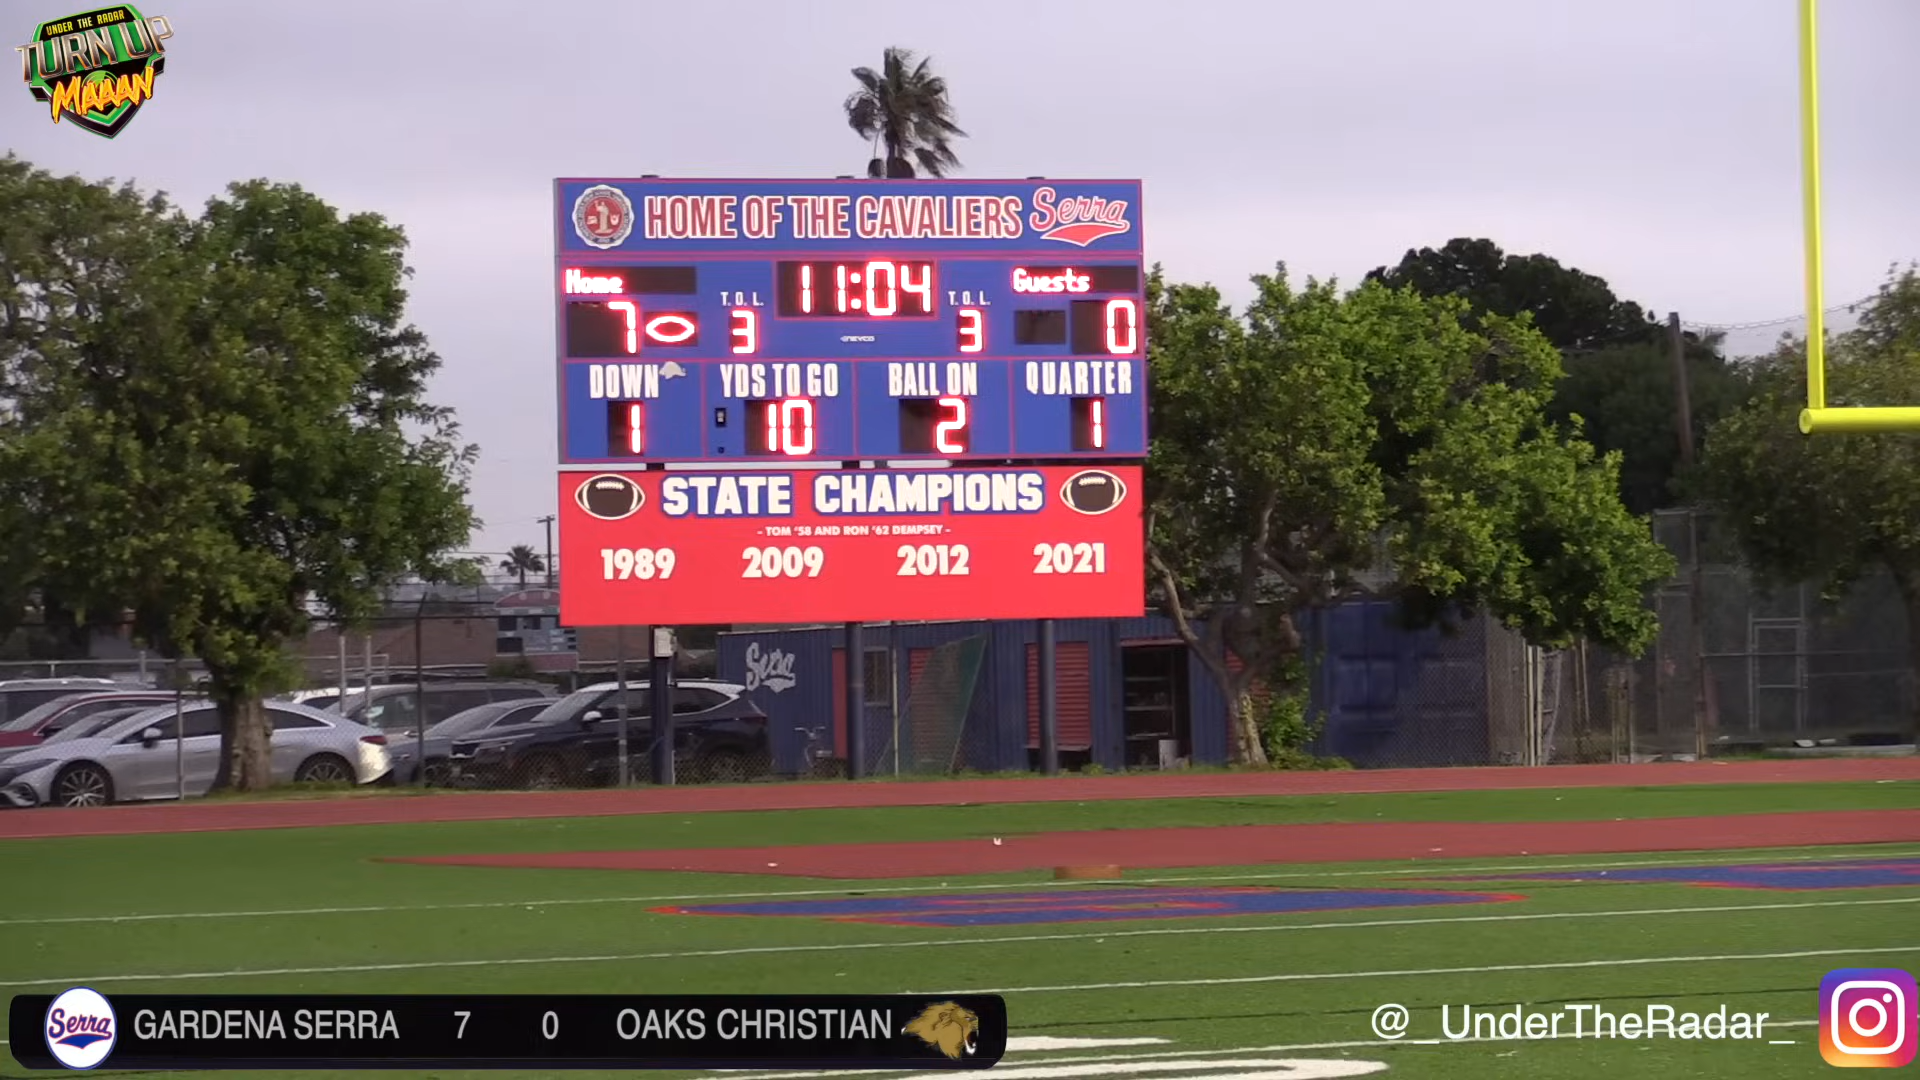 UNDER THE RADAR
TURN UP
MAAAN
HOME OF THE CAVALIERS Serra
Home 11:04 Guests
T. O. L. T. O. L.
7 3 3 0
NEVCO
DOWN YDS TO GO BALL ON QUARTER
1 10 2 1
STATE CHAMPIONS
- TOM '58 AND RON '62 DEMPSEY -
1989 2009 2012 2021
Serra
Serra GARDENA SERRA 7 0 OAKS CHRISTIAN
@_UnderTheRadar_